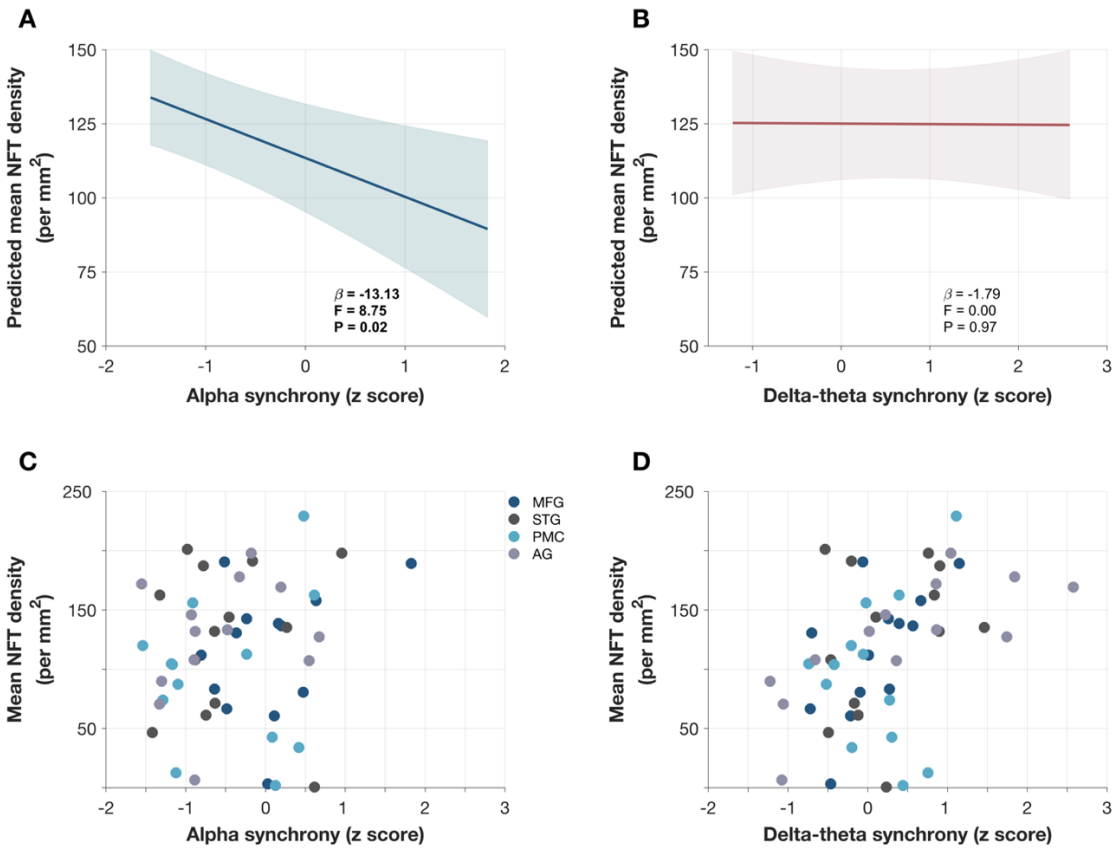 A
Predicted mean NFT density
(per mm²)
150
125
100
75
50
β = -13.13
F = 8.75
P = 0.02
-2
-1
0
1
2
Alpha synchrony (z score)
B
Predicted mean NFT density
(per mm²)
150
125
100
75
50
β = -1.79
F = 0.00
P = 0.97
-1
0
1
2
3
Delta-theta synchrony (z score)
C
Mean NFT density
(per mm²)
250
150
50
MFG
STG
PMC
AG
-2
-1
0
1
2
3
Alpha synchrony (z score)
D
Mean NFT density
(per mm²)
250
150
50
-2
-1
0
1
2
3
Delta-theta synchrony (z score)